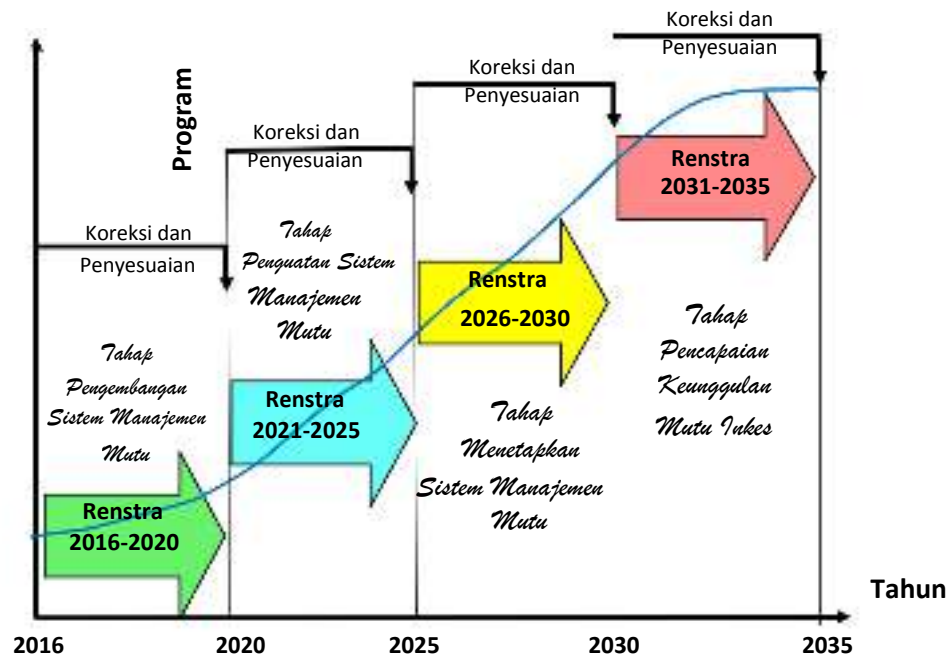 Koreksi dan
Penyesuaian
Koreksi dan
Penyesuaian
Koreksi dan
Penyesuaian
Koreksi dan
Penyesuaian
Program
Tahap
Pengembangan
Sistem Manajemen
Mutu
Tahap
Penguatan Sistem
Manajemen
Mutu
Tahap
Menetapkan
Sistem Manajemen
Mutu
Tahap
Pencapaian
Keunggulan
Mutu Inkes
Renstra
2016-2020
Renstra
2021-2025
Renstra
2026-2030
Renstra
2031-2035
Tahun
2016
2020
2025
2030
2035